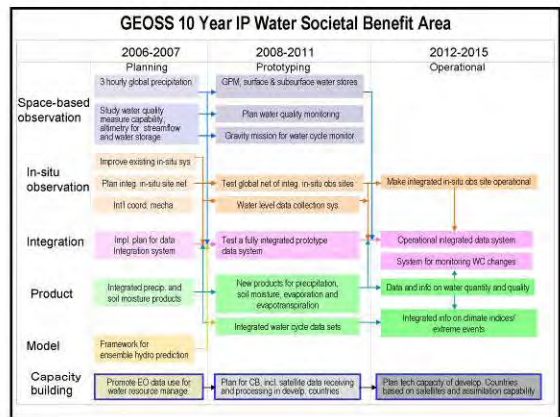 GEOSS 10 Year IP Water Societal Benefit Area
2006-2007
Planning
2008-2011
Prototyping
2012-2015
Operational
Space-based
observation
3 hourly global precipitation
GPM, surface & subsurface water stores
Study water quality
measure capability,
altimetry for streamflow
and water storage
Plan water quality monitoring
Gravity mission for water cycle monitor
In-situ
observation
Improve existing in-situ sys
Plan integ. in-situ site net
Test global net of integ. in-situ obs sites
Make integrated in-situ obs site operational
Int'l coord. mecha
Water level data collection sys
Integration
Impl. plan for data
Integration system
Test a fully integrated prototype
data system
Operational integrated data system
System for monitoring WC changes
Product
Integrated precip. and
soil moisture products
New products for precipitation,
soil moisture, evaporation and
evapotranspiration
Data and info on water quantity and quality
Integrated water cycle data sets
Integrated info on climate indices/
extreme events
Model
Framework for
ensemble hydro prediction
Capacity
building
Promote EO data use for
water resource manage.
Plan for CB, incl. satellite data receiving
and processing in develp. countries
Plan tech capacity of develop. Countries
based on satellites and assimilation capability